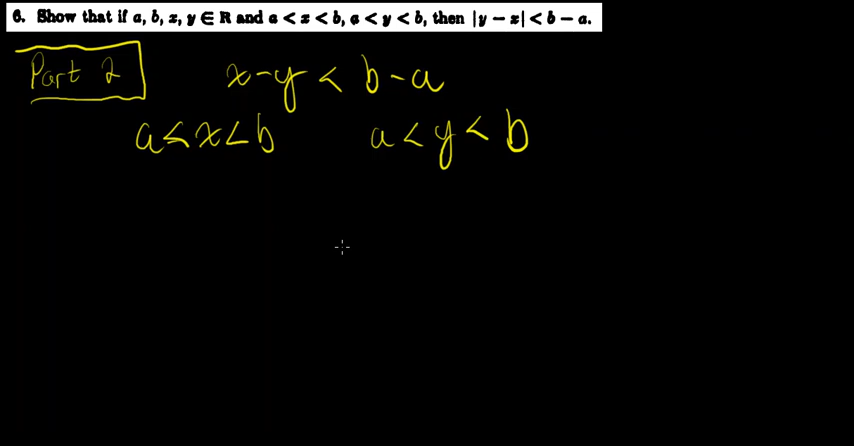 6. Show that if a, b, x, y ∈ R and a < x < b, a < y < b, then |y − x| < b − a.
Part 2
x-y < b-a
a<x<b a<y<b